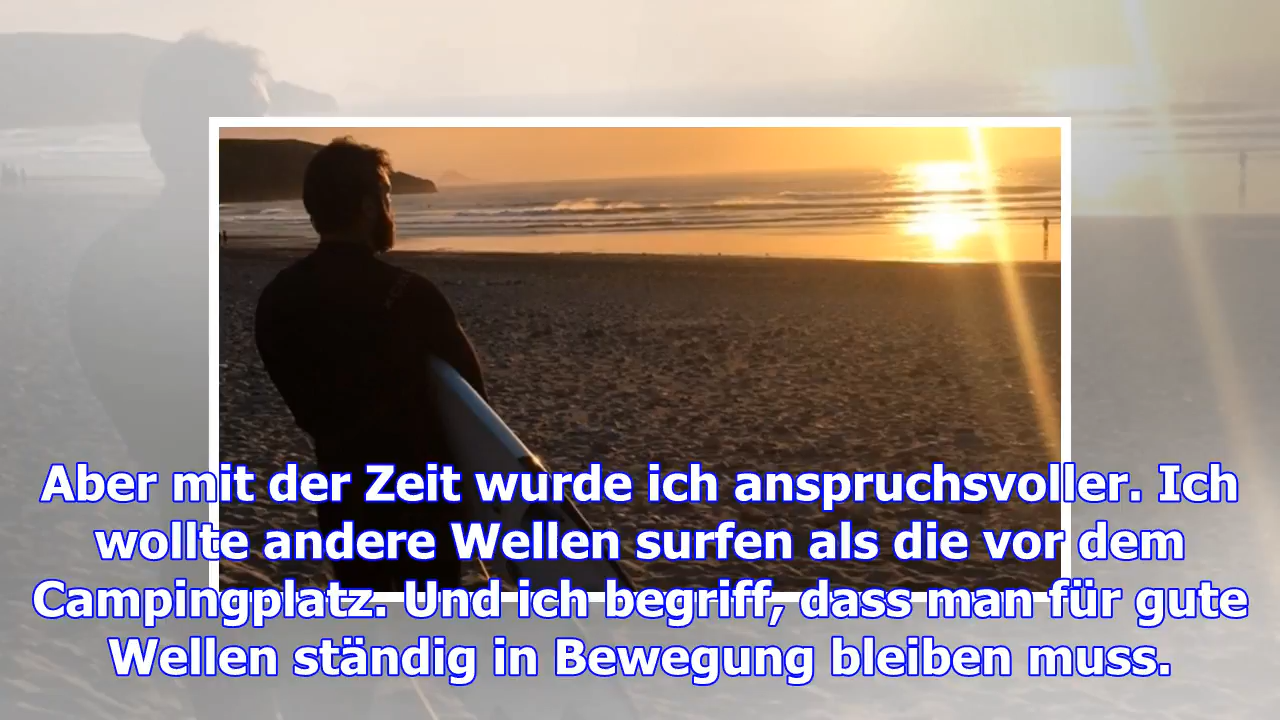 Aber mit der Zeit wurde ich anspruchsvoller. Ich
wollte andere Wellen surfen als die vor dem
Campingplatz. Und ich begriff, dass man für gute
Wellen ständig in Bewegung bleiben muss.